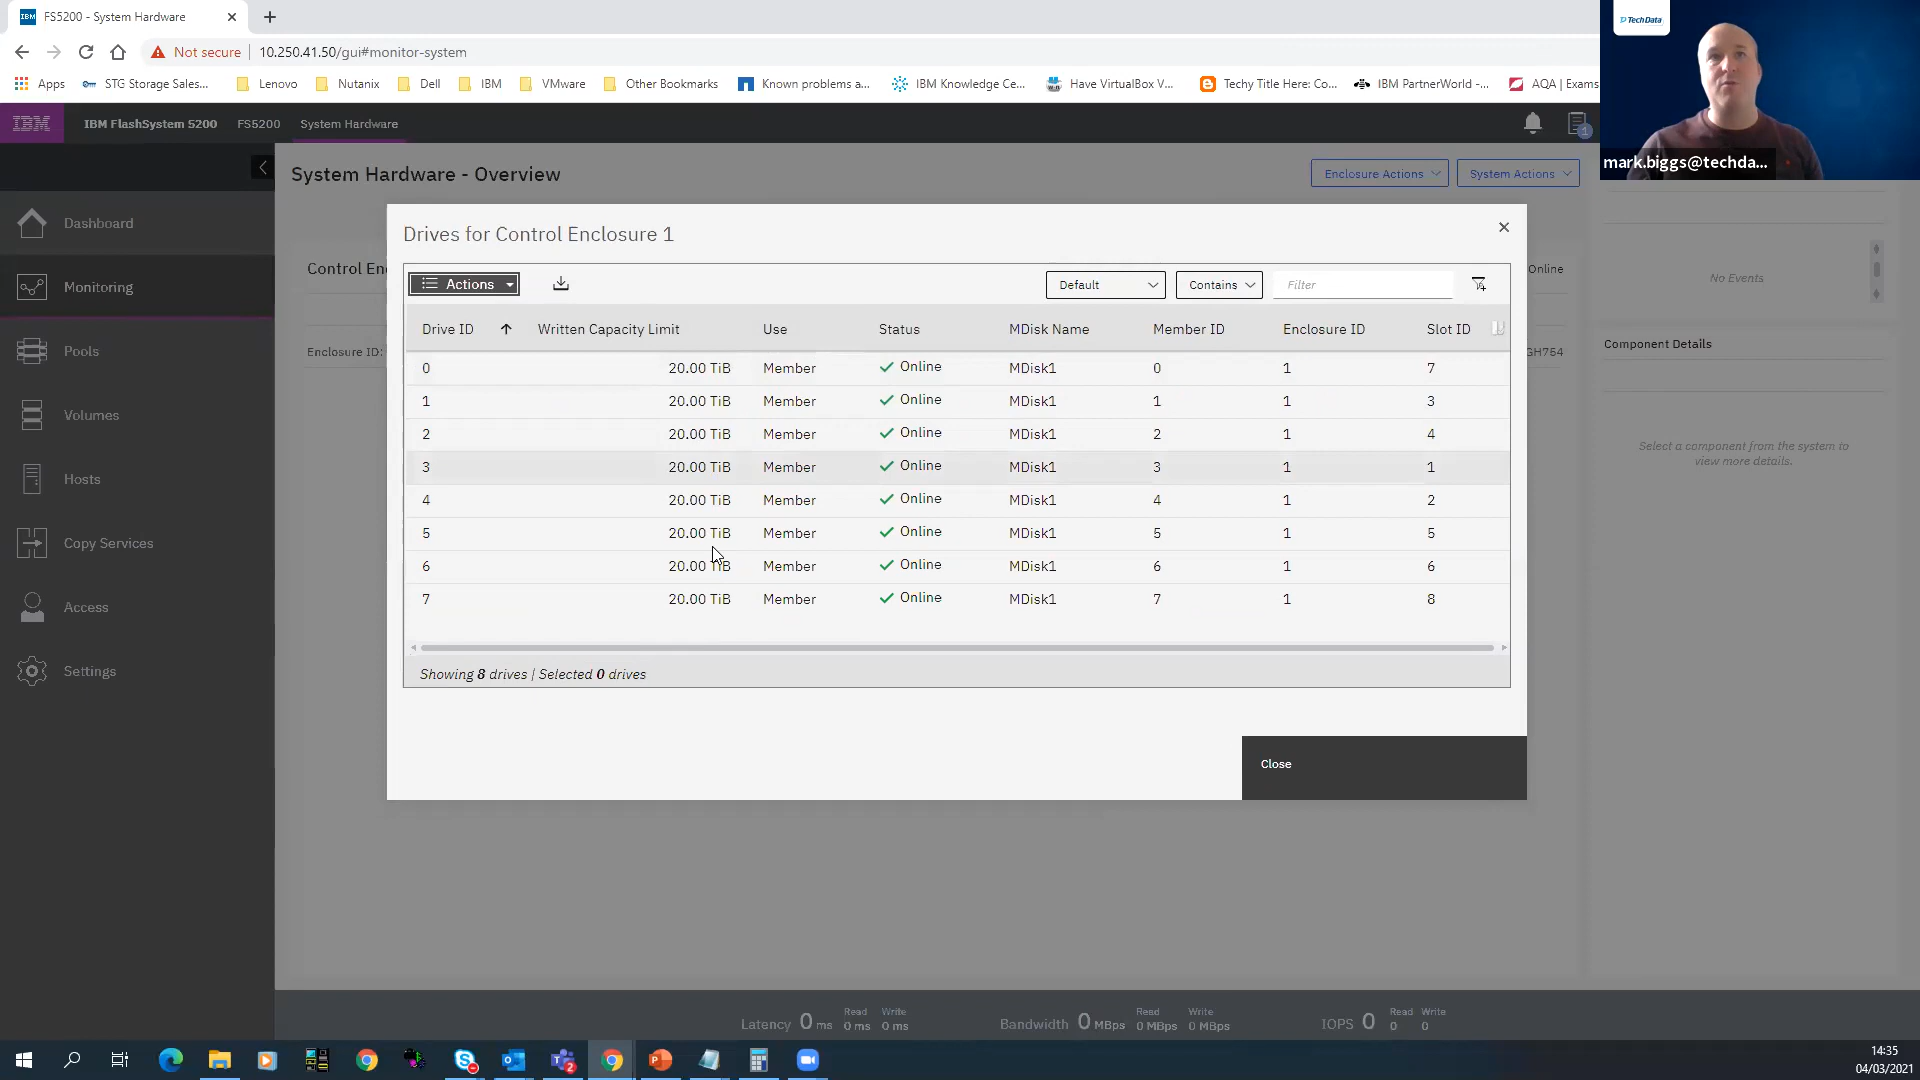 FS5200 - System Hardware
Not secure 10.250.41.50/gui#monitor-system
Apps STG Storage Sales... Lenovo Nutanix Dell IBM VMware Other Bookmarks Known problems a... IBM Knowledge Ce... Have VirtualBox V... Techy Title Here: Co... IBM PartnerWorld -... AQA | Exams
TechData
mark.biggs@techda...
IBM IBM FlashSystem 5200 FS5200 System Hardware 1
System Hardware - Overview Enclosure Actions System Actions
Dashboard
Monitoring
Pools
Volumes
Hosts
Copy Services
Access
Settings
Control En Online
Enclosure ID: GH754
No Events
Component Details
Select a component from the system to
view more details.
Drives for Control Enclosure 1
Actions Default Contains Filter
Drive ID Written Capacity Limit Use Status MDisk Name Member ID Enclosure ID Slot ID
0 20.00 TiB Member Online MDisk1 0 1 7
1 20.00 TiB Member Online MDisk1 1 1 3
2 20.00 TiB Member Online MDisk1 2 1 4
3 20.00 TiB Member Online MDisk1 3 1 1
4 20.00 TiB Member Online MDisk1 4 1 2
5 20.00 TiB Member Online MDisk1 5 1 5
6 20.00 TiB Member Online MDisk1 6 1 6
7 20.00 TiB Member Online MDisk1 7 1 8
Showing 8 drives | Selected 0 drives
Close
Latency 0 ms Read 0 ms Write 0 ms Bandwidth 0 MBps Read 0 MBps Write 0 MBps IOPS 0 Read 0 Write 0
14:35
04/03/2021